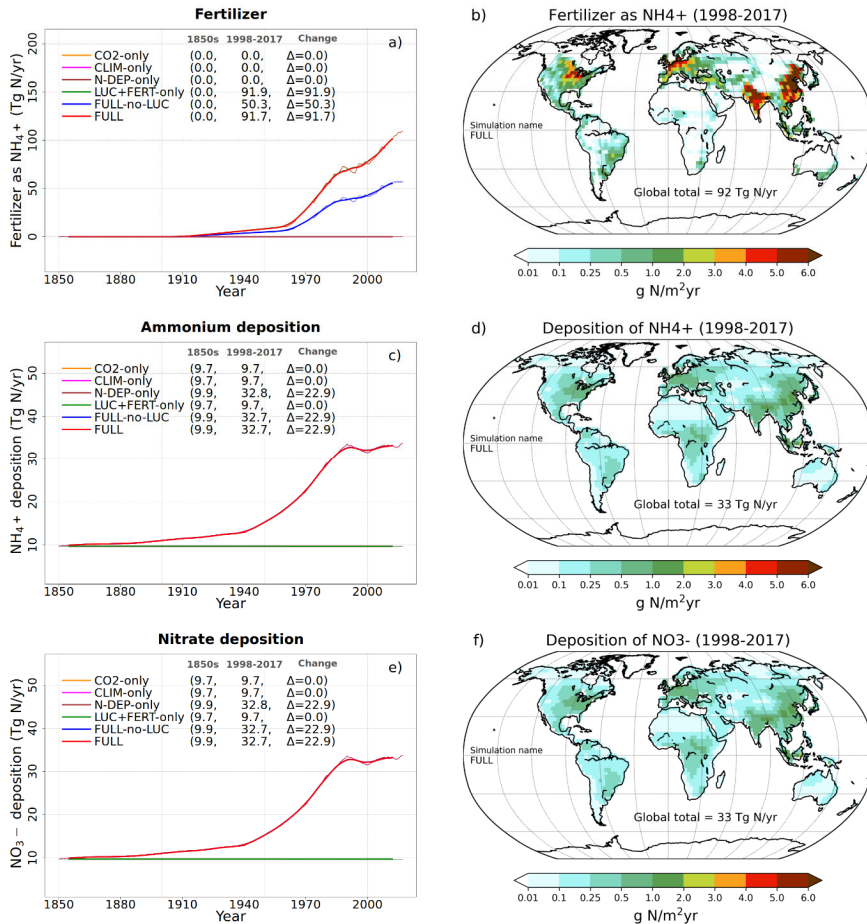 Fertilizer
1850s 1998-2017 Change
a)
CO2-only (0.0, 0.0, Δ=0.0)
CLIM-only (0.0, 0.0, Δ=0.0)
N-DEP-only (0.0, 0.0, Δ=0.0)
LUC+FERT-only (0.0, 91.9, Δ=91.9)
FULL-no-LUC (0.0, 50.3, Δ=50.3)
FULL (0.0, 91.7, Δ=91.7)
Fertilizer as NH₄+ (Tg N/yr)
200
150
100
50
0
1850 1880 1910 1940 1970 2000
Year
b) Fertilizer as NH4+ (1998-2017)
Simulation name
FULL
Global total = 92 Tg N/yr
0.01 0.1 0.25 0.5 1.0 2.0 3.0 4.0 5.0 6.0
g N/m²yr
Ammonium deposition
1850s 1998-2017 Change
c)
CO2-only (9.7, 9.7, Δ=0.0)
CLIM-only (9.7, 9.7, Δ=0.0)
N-DEP-only (9.9, 32.8, Δ=22.9)
LUC+FERT-only (9.7, 9.7, Δ=0.0)
FULL-no-LUC (9.9, 32.7, Δ=22.9)
FULL (9.9, 32.7, Δ=22.9)
NH₄+ deposition (Tg N/yr)
50
40
30
20
10
1850 1880 1910 1940 1970 2000
Year
d) Deposition of NH4+ (1998-2017)
Simulation name
FULL
Global total = 33 Tg N/yr
0.01 0.1 0.25 0.5 1.0 2.0 3.0 4.0 5.0 6.0
g N/m²yr
Nitrate deposition
1850s 1998-2017 Change
e)
CO2-only (9.7, 9.7, Δ=0.0)
CLIM-only (9.7, 9.7, Δ=0.0)
N-DEP-only (9.9, 32.8, Δ=22.9)
LUC+FERT-only (9.7, 9.7, Δ=0.0)
FULL-no-LUC (9.9, 32.7, Δ=22.9)
FULL (9.9, 32.7, Δ=22.9)
NO₃− deposition (Tg N/yr)
50
40
30
20
10
1850 1880 1910 1940 1970 2000
Year
f) Deposition of NO3- (1998-2017)
Simulation name
FULL
Global total = 33 Tg N/yr
0.01 0.1 0.25 0.5 1.0 2.0 3.0 4.0 5.0 6.0
g N/m²yr